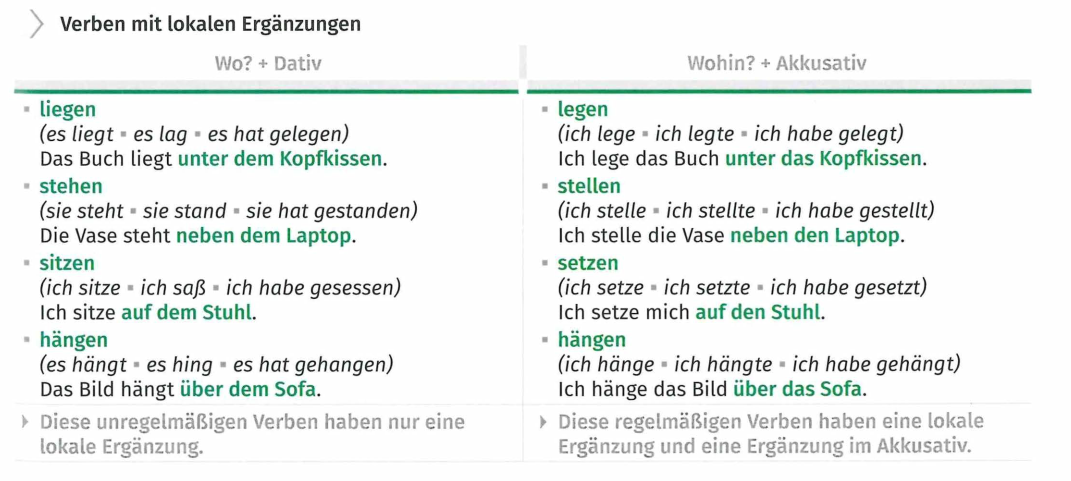 Verben mit lokalen Ergänzungen
Wo? + Dativ
▪ liegen
(es liegt ▪ es lag ▪ es hat gelegen)
Das Buch liegt unter dem Kopfkissen.
▪ stehen
(sie steht ▪ sie stand ▪ sie hat gestanden)
Die Vase steht neben dem Laptop.
▪ sitzen
(ich sitze ▪ ich saß ▪ ich habe gesessen)
Ich sitze auf dem Stuhl.
▪ hängen
(es hängt ▪ es hing ▪ es hat gehangen)
Das Bild hängt über dem Sofa.
Diese unregelmäßigen Verben haben nur eine
lokale Ergänzung.
Wohin? + Akkusativ
▪ legen
(ich lege ▪ ich legte ▪ ich habe gelegt)
Ich lege das Buch unter das Kopfkissen.
▪ stellen
(ich stelle ▪ ich stellte ▪ ich habe gestellt)
Ich stelle die Vase neben den Laptop.
▪ setzen
(ich setze ▪ ich setzte ▪ ich habe gesetzt)
Ich setze mich auf den Stuhl.
▪ hängen
(ich hänge ▪ ich hängte ▪ ich habe gehängt)
Ich hänge das Bild über das Sofa.
Diese regelmäßigen Verben haben eine lokale
Ergänzung und eine Ergänzung im Akkusativ.